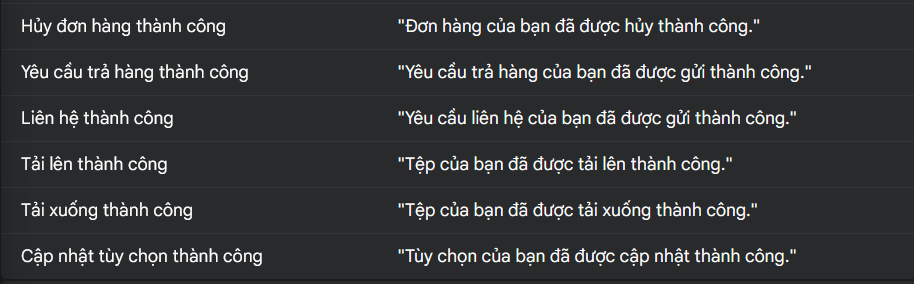 Hủy đơn hàng thành công "Đơn hàng của bạn đã được hủy thành công."
Yêu cầu trả hàng thành công "Yêu cầu trả hàng của bạn đã được gửi thành công."
Liên hệ thành công "Yêu cầu liên hệ của bạn đã được gửi thành công."
Tải lên thành công "Tệp của bạn đã được tải lên thành công."
Tải xuống thành công "Tệp của bạn đã được tải xuống thành công."
Cập nhật tùy chọn thành công "Tùy chọn của bạn đã được cập nhật thành công."